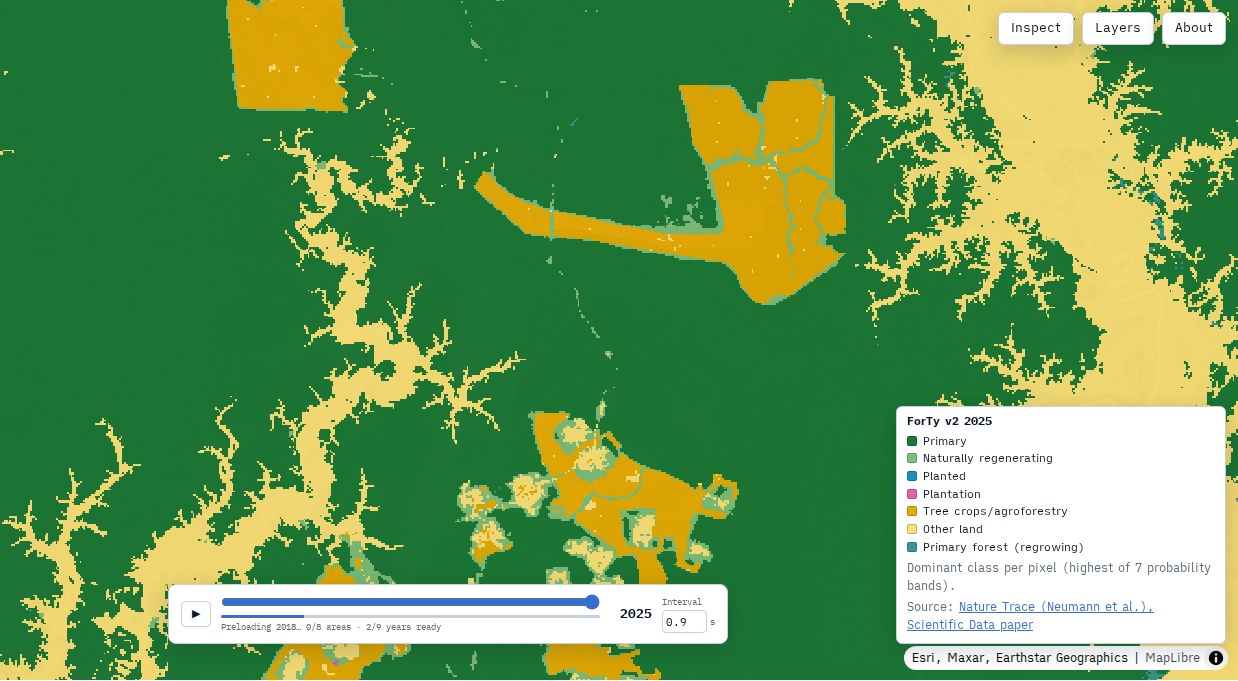 Inspect
Layers
About
ForTy v2 2025
Primary
Naturally regenerating
Planted
Plantation
Tree crops/agroforestry
Other land
Primary forest (regrowing)
Dominant class per pixel (highest of 7 probability
bands).
Source: Nature Trace (Neumann et al.),
Scientific Data paper
Preloading 2018… 0/8 areas · 2/9 years ready
2025
Interval
0.9 s
Esri, Maxar, Earthstar Geographics | MapLibre